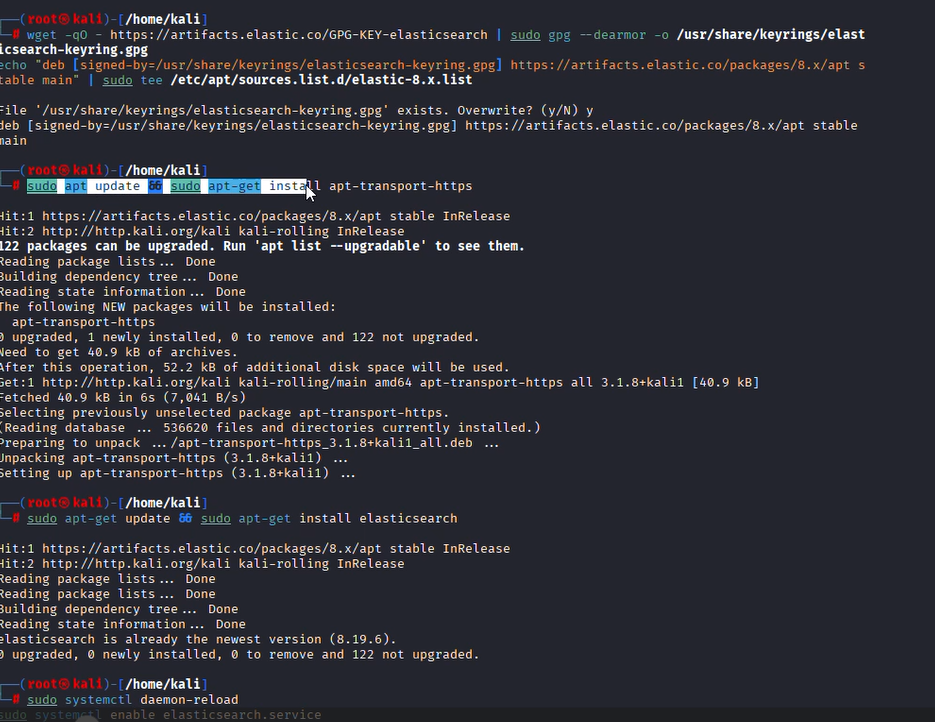 ──(root㉿kali)-[/home/kali]
└─# wget -qO - https://artifacts.elastic.co/GPG-KEY-elasticsearch | sudo gpg --dearmor -o /usr/share/keyrings/elast
icsearch-keyring.gpg
echo "deb [signed-by=/usr/share/keyrings/elasticsearch-keyring.gpg] https://artifacts.elastic.co/packages/8.x/apt s
table main" | sudo tee /etc/apt/sources.list.d/elastic-8.x.list
File '/usr/share/keyrings/elasticsearch-keyring.gpg' exists. Overwrite? (y/N) y
deb [signed-by=/usr/share/keyrings/elasticsearch-keyring.gpg] https://artifacts.elastic.co/packages/8.x/apt stable
main
──(root㉿kali)-[/home/kali]
└─# sudo apt update && sudo apt-get install apt-transport-https
Hit:1 https://artifacts.elastic.co/packages/8.x/apt stable InRelease
Hit:2 http://http.kali.org/kali kali-rolling InRelease
122 packages can be upgraded. Run 'apt list --upgradable' to see them.
Reading package lists... Done
Building dependency tree... Done
Reading state information... Done
The following NEW packages will be installed:
apt-transport-https
0 upgraded, 1 newly installed, 0 to remove and 122 not upgraded.
Need to get 40.9 kB of archives.
After this operation, 52.2 kB of additional disk space will be used.
Get:1 http://http.kali.org/kali kali-rolling/main amd64 apt-transport-https all 3.1.8+kali1 [40.9 kB]
Fetched 40.9 kB in 6s (7,041 B/s)
Selecting previously unselected package apt-transport-https.
(Reading database ... 536620 files and directories currently installed.)
Preparing to unpack .../apt-transport-https_3.1.8+kali1_all.deb ...
Unpacking apt-transport-https (3.1.8+kali1) ...
Setting up apt-transport-https (3.1.8+kali1) ...
──(root㉿kali)-[/home/kali]
└─# sudo apt-get update && sudo apt-get install elasticsearch
Hit:1 https://artifacts.elastic.co/packages/8.x/apt stable InRelease
Hit:2 http://http.kali.org/kali kali-rolling InRelease
Reading package lists... Done
Reading package lists... Done
Building dependency tree... Done
Reading state information... Done
elasticsearch is already the newest version (8.19.6).
0 upgraded, 0 newly installed, 0 to remove and 122 not upgraded.
──(root㉿kali)-[/home/kali]
└─# sudo systemctl daemon-reload
sudo systemctl enable elasticsearch.service